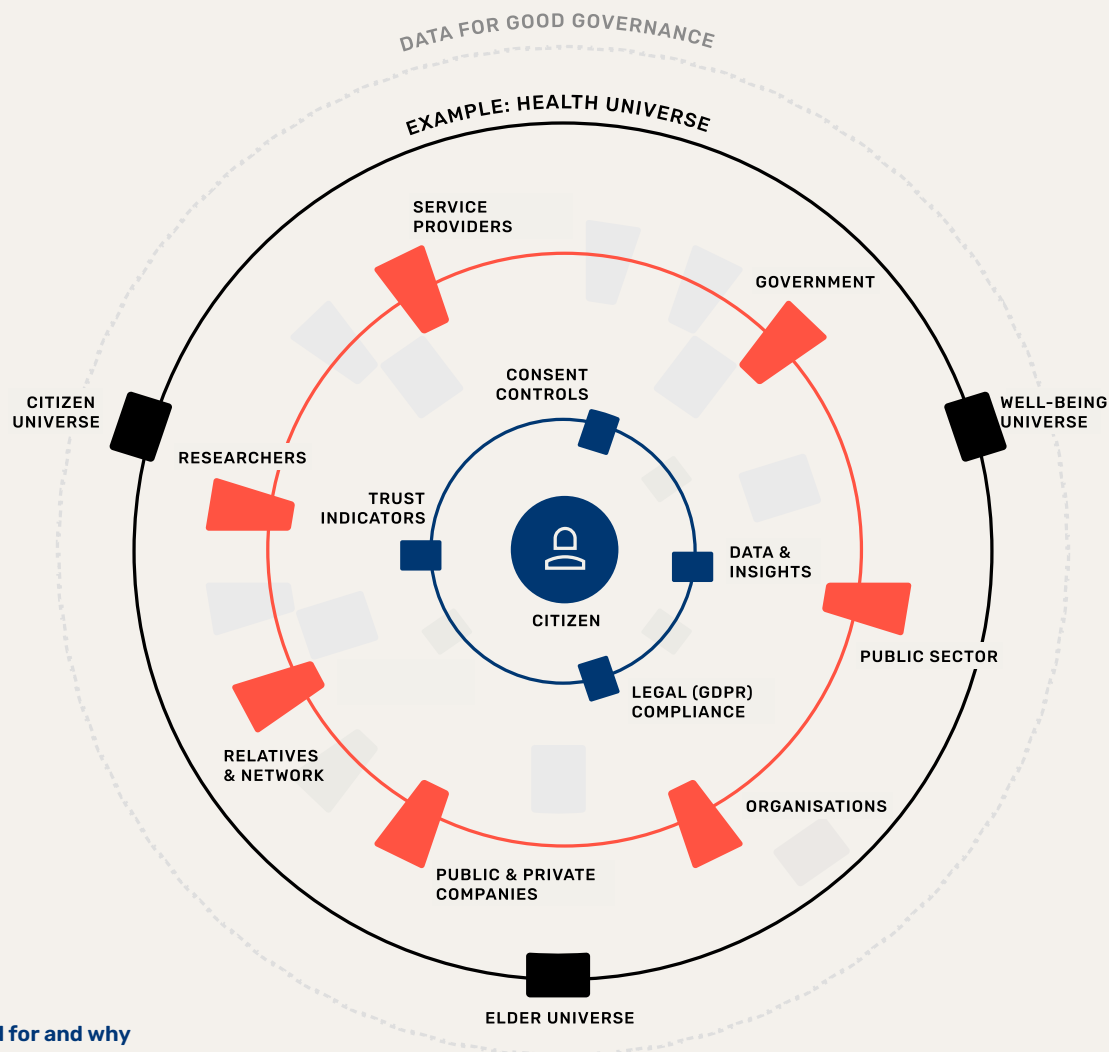 DATA FOR GOOD GOVERNANCE
EXAMPLE: HEALTH UNIVERSE
SERVICE
PROVIDERS
GOVERNMENT
CONSENT
CONTROLS
CITIZEN
UNIVERSE
WELL-BEING
UNIVERSE
RESEARCHERS
TRUST
INDICATORS
DATA &
INSIGHTS
CITIZEN
PUBLIC SECTOR
LEGAL (GDPR)
COMPLIANCE
RELATIVES
& NETWORK
ORGANISATIONS
PUBLIC & PRIVATE
COMPANIES
ELDER UNIVERSE
for and why